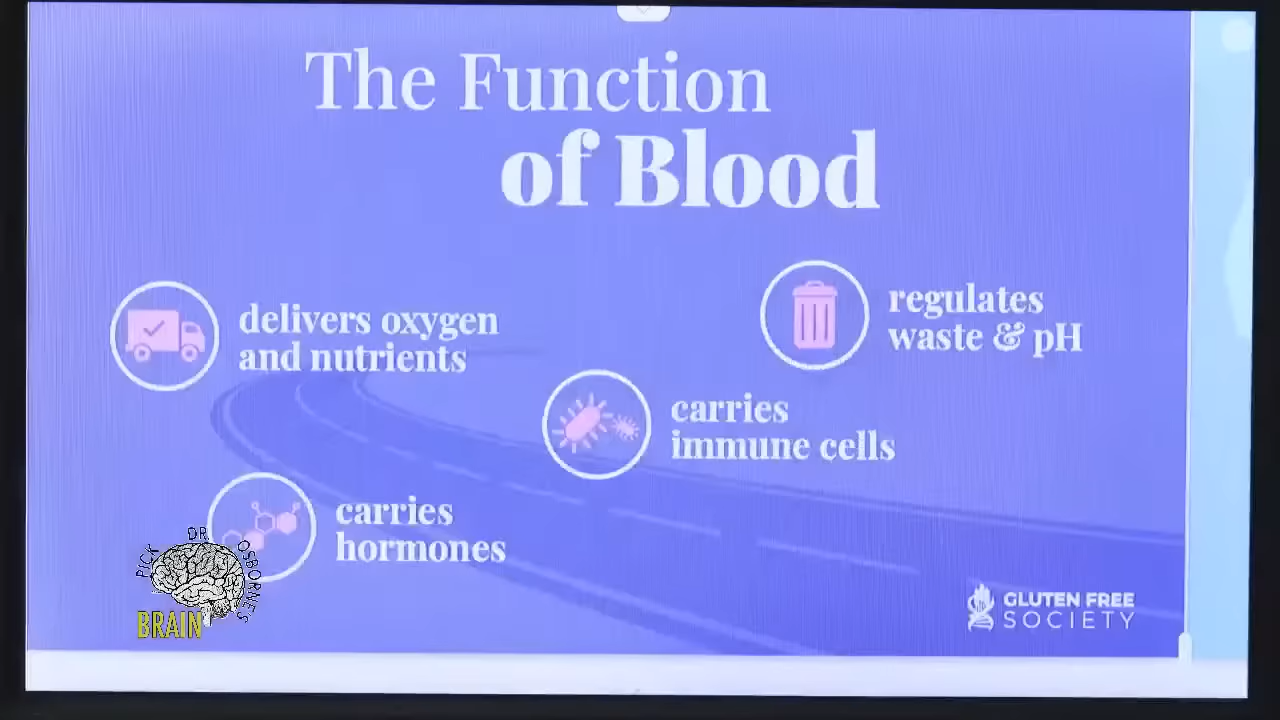 The Function
of Blood
delivers oxygen
and nutrients
regulates
waste & pH
carries
immune cells
carries
hormones
PICK DR. OSBORNE'S
BRAIN
GLUTEN FREE
SOCIETY